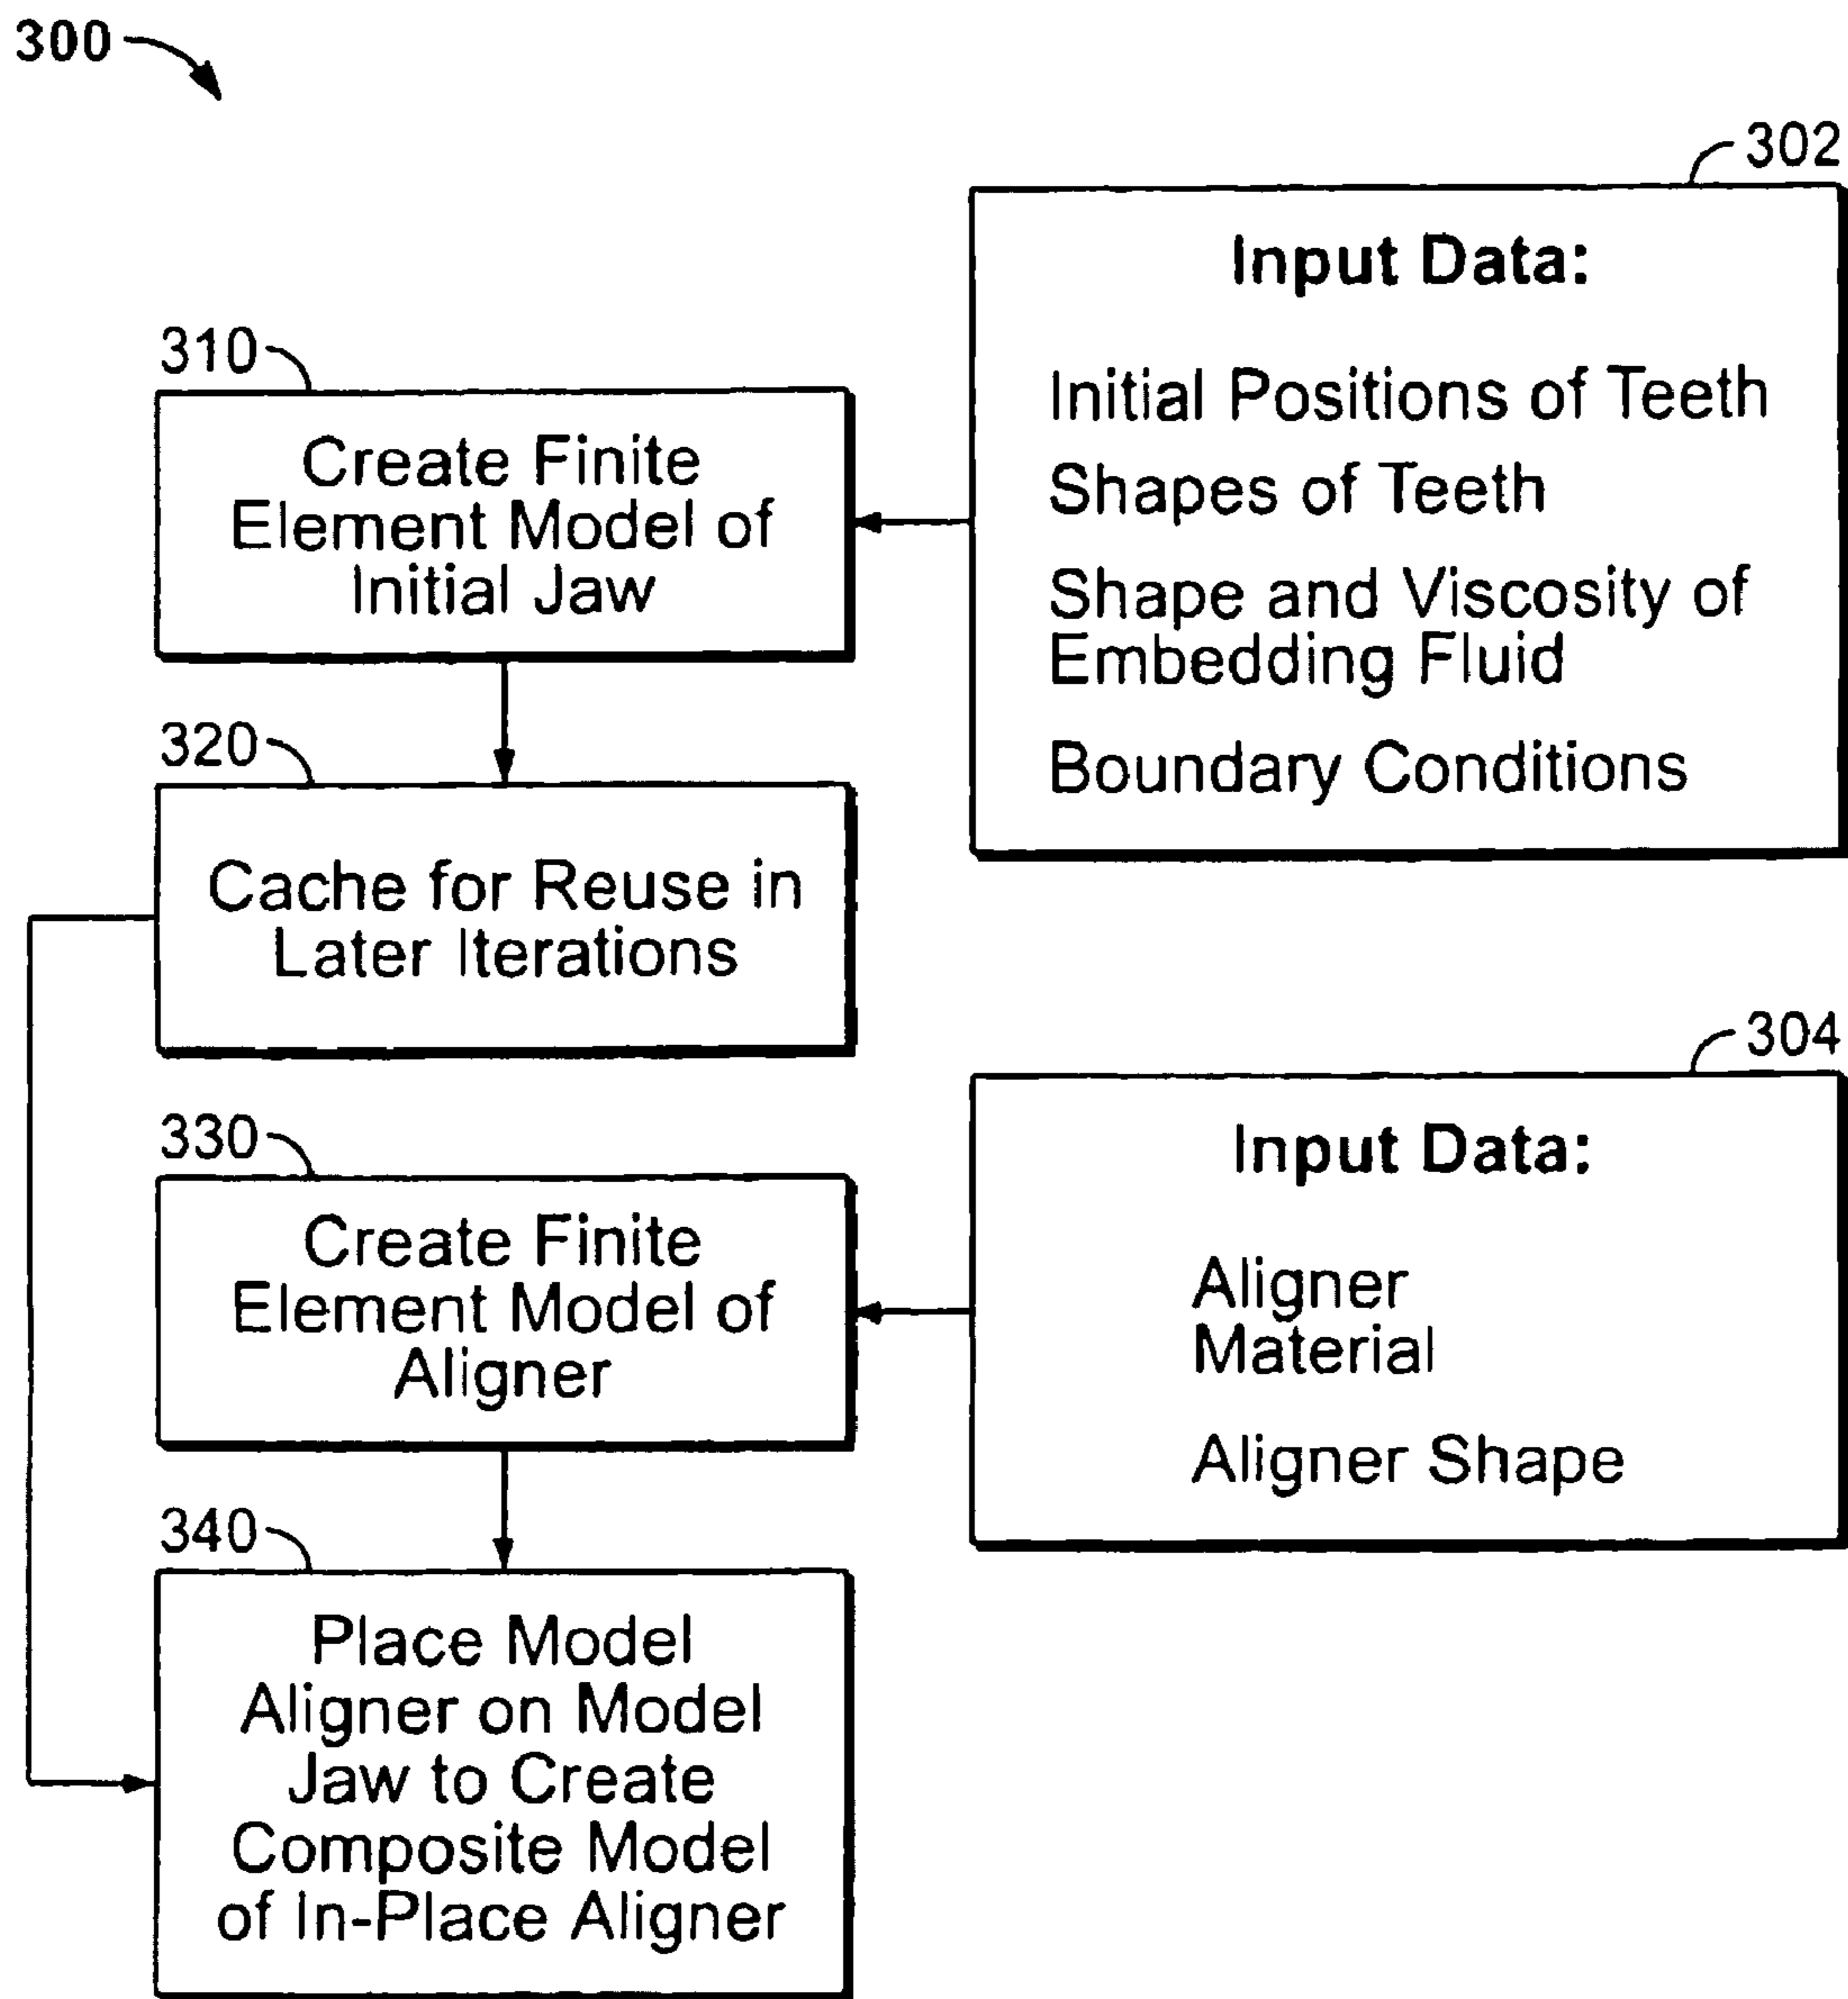 300
302
Input Data:
Initial Positions of Teeth
Shapes of Teeth
Shape and Viscosity of
Embedding Fluid
Boundary Conditions
310
Create Finite
Element Model of
Initial Jaw
320
Cache for Reuse in
Later Iterations
304
Input Data:
Aligner
Material
Aligner Shape
330
Create Finite
Element Model of
Aligner
340
Place Model
Aligner on Model
Jaw to Create
Composite Model
of In-Place Aligner